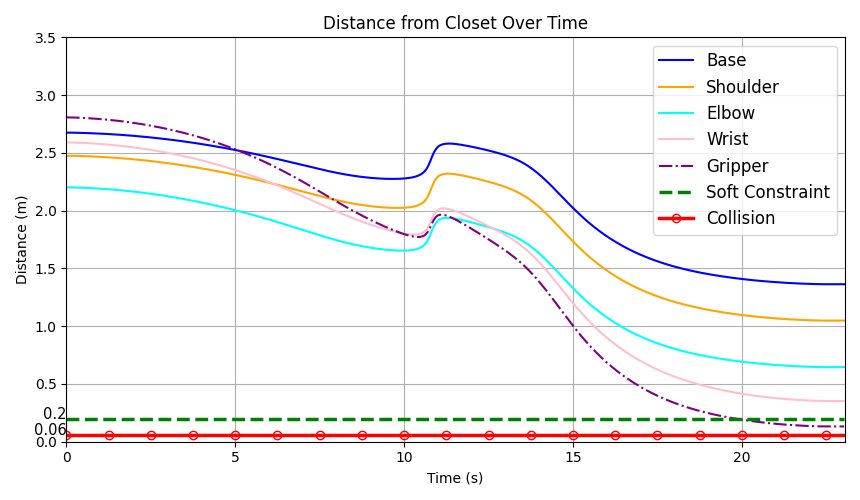 Distance from Closet Over Time
Distance (m)
3.5
3.0
2.5
2.0
1.5
1.0
0.5
0.2
0.06
0.0
0
5
10
15
20
Time (s)
Base
Shoulder
Elbow
Wrist
Gripper
Soft Constraint
Collision